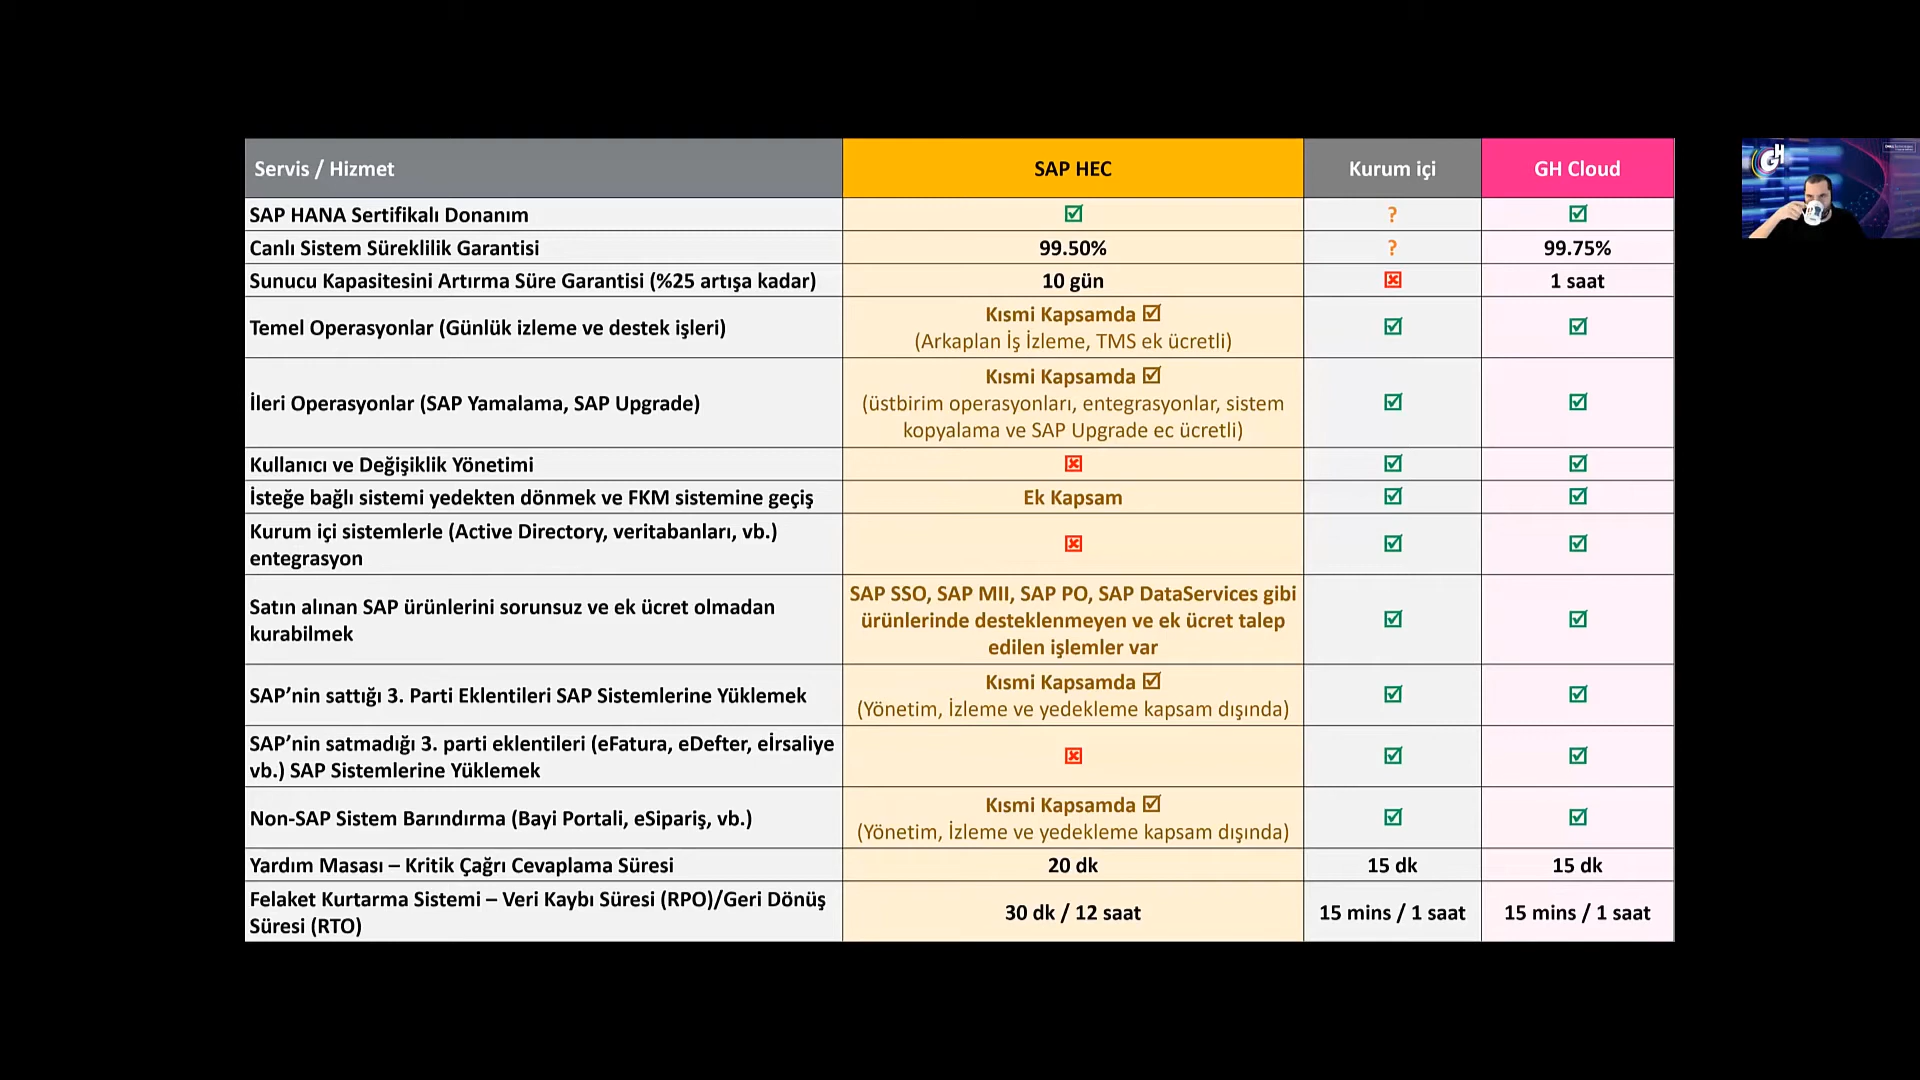 Servis / Hizmet
SAP HEC
Kurum içi
GH Cloud
SAP HANA Sertifikalı Donanım
☑
?
☑
Canlı Sistem Süreklilik Garantisi
99.50%
?
99.75%
Sunucu Kapasitesini Artırma Süre Garantisi (%25 artışa kadar)
10 gün
☒
1 saat
Temel Operasyonlar (Günlük izleme ve destek işleri)
Kısmi Kapsamda ☑
(Arkaplan İş İzleme, TMS ek ücretli)
☑
☑
İleri Operasyonlar (SAP Yamalama, SAP Upgrade)
Kısmi Kapsamda ☑
(üstbirim operasyonları, entegrasyonlar, sistem
kopyalama ve SAP Upgrade ec ücretli)
☑
☑
Kullanıcı ve Değişiklik Yönetimi
☒
☑
☑
İsteğe bağlı sistemi yedekten dönmek ve FKM sistemine geçiş
Ek Kapsam
☑
☑
Kurum içi sistemlerle (Active Directory, veritabanları, vb.)
entegrasyon
☒
☑
☑
Satın alınan SAP ürünlerini sorunsuz ve ek ücret olmadan
kurabilmek
SAP SSO, SAP MII, SAP PO, SAP DataServices gibi
ürünlerinde desteklenmeyen ve ek ücret talep
edilen işlemler var
☑
☑
SAP’nin sattığı 3. Parti Eklentileri SAP Sistemlerine Yüklemek
Kısmi Kapsamda ☑
(Yönetim, İzleme ve yedekleme kapsam dışında)
☑
☑
SAP’nin satmadığı 3. parti eklentileri (eFatura, eDefter, eİrsaliye
vb.) SAP Sistemlerine Yüklemek
☒
☑
☑
Non-SAP Sistem Barındırma (Bayi Portali, eSipariş, vb.)
Kısmi Kapsamda ☑
(Yönetim, İzleme ve yedekleme kapsam dışında)
☑
☑
Yardım Masası – Kritik Çağrı Cevaplama Süresi
20 dk
15 dk
15 dk
Felaket Kurtarma Sistemi – Veri Kaybı Süresi (RPO)/Geri Dönüş
Süresi (RTO)
30 dk / 12 saat
15 mins / 1 saat
15 mins / 1 saat
GH